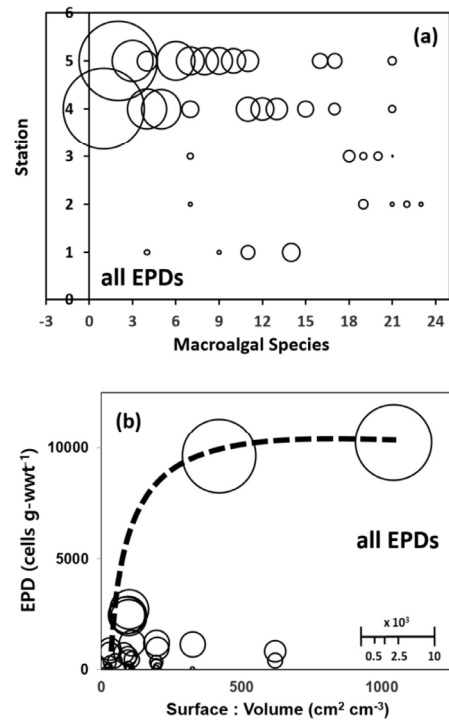 (a)
6
5
4
3
2
1
0
Station
all EPDs
-3 0 3 6 9 12 15 18 21 24
Macroalgal Species
(b)
10000
5000
0
EPD (cells g-wwt⁻¹)
all EPDs
x 10³
0.5 2.5 10
0 500 1000
Surface : Volume (cm² cm⁻³)